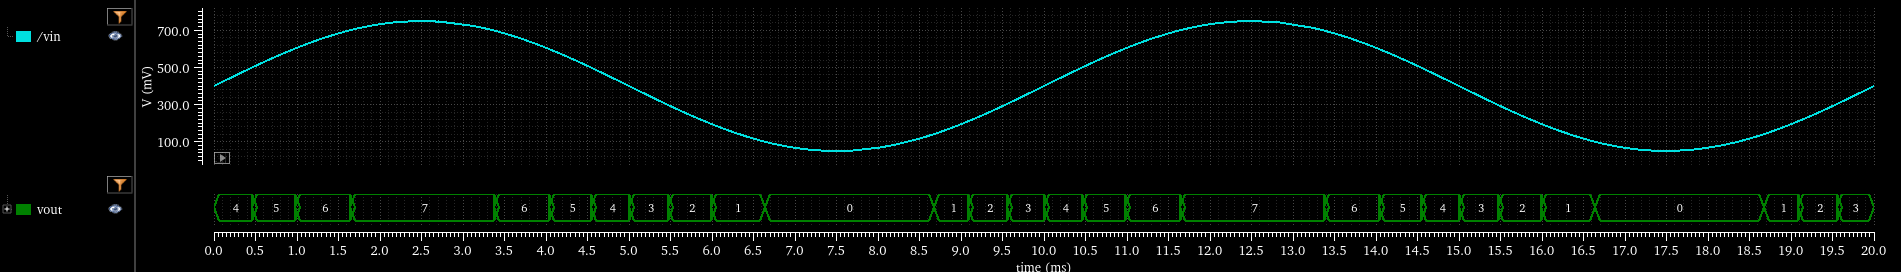 /vin
V (mV)
700.0
500.0
300.0
100.0
vout
4 5 6 7 6 5 4 3 2 1 0 1 2 3 4 5 6 7 6 5 4 3 2 1 0 1 2 3
0.0 0.5 1.0 1.5 2.0 2.5 3.0 3.5 4.0 4.5 5.0 5.5 6.0 6.5 7.0 7.5 8.0 8.5 9.0 9.5 10.0 10.5 11.0 11.5 12.0 12.5 13.0 13.5 14.0 14.5 15.0 15.5 16.0 16.5 17.0 17.5 18.0 18.5 19.0 19.5 20.0
time (ms)